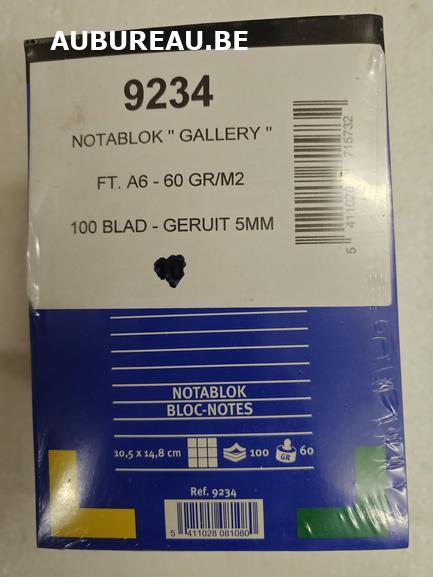 AUBUREAU.BE
9234
NOTABLOK " GALLERY "
FT. A6 - 60 GR/M2
100 BLAD - GERUIT 5MM
5 411028 715732
NOTABLOK
BLOC-NOTES
10,5 x 14,8 cm 100 GR 60
Ref. 9234
5 411028 081080